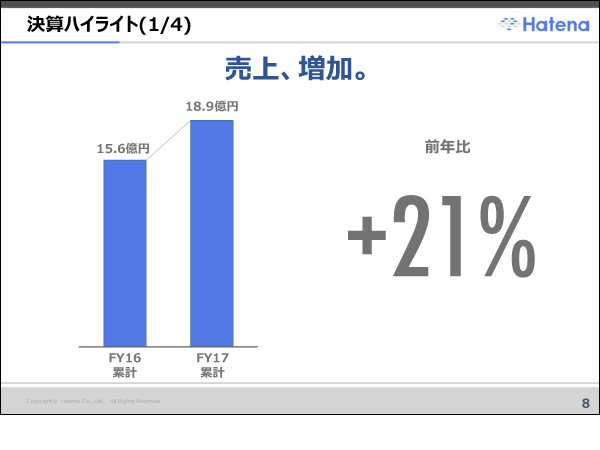 決算ハイライト(1/4)
Hatena
売上、増加。
18.9億円
15.6億円
前年比
+21%
FY16
累計
FY17
累計
Copyright© Hatena Co., Ltd. All Rights Reserved.
8